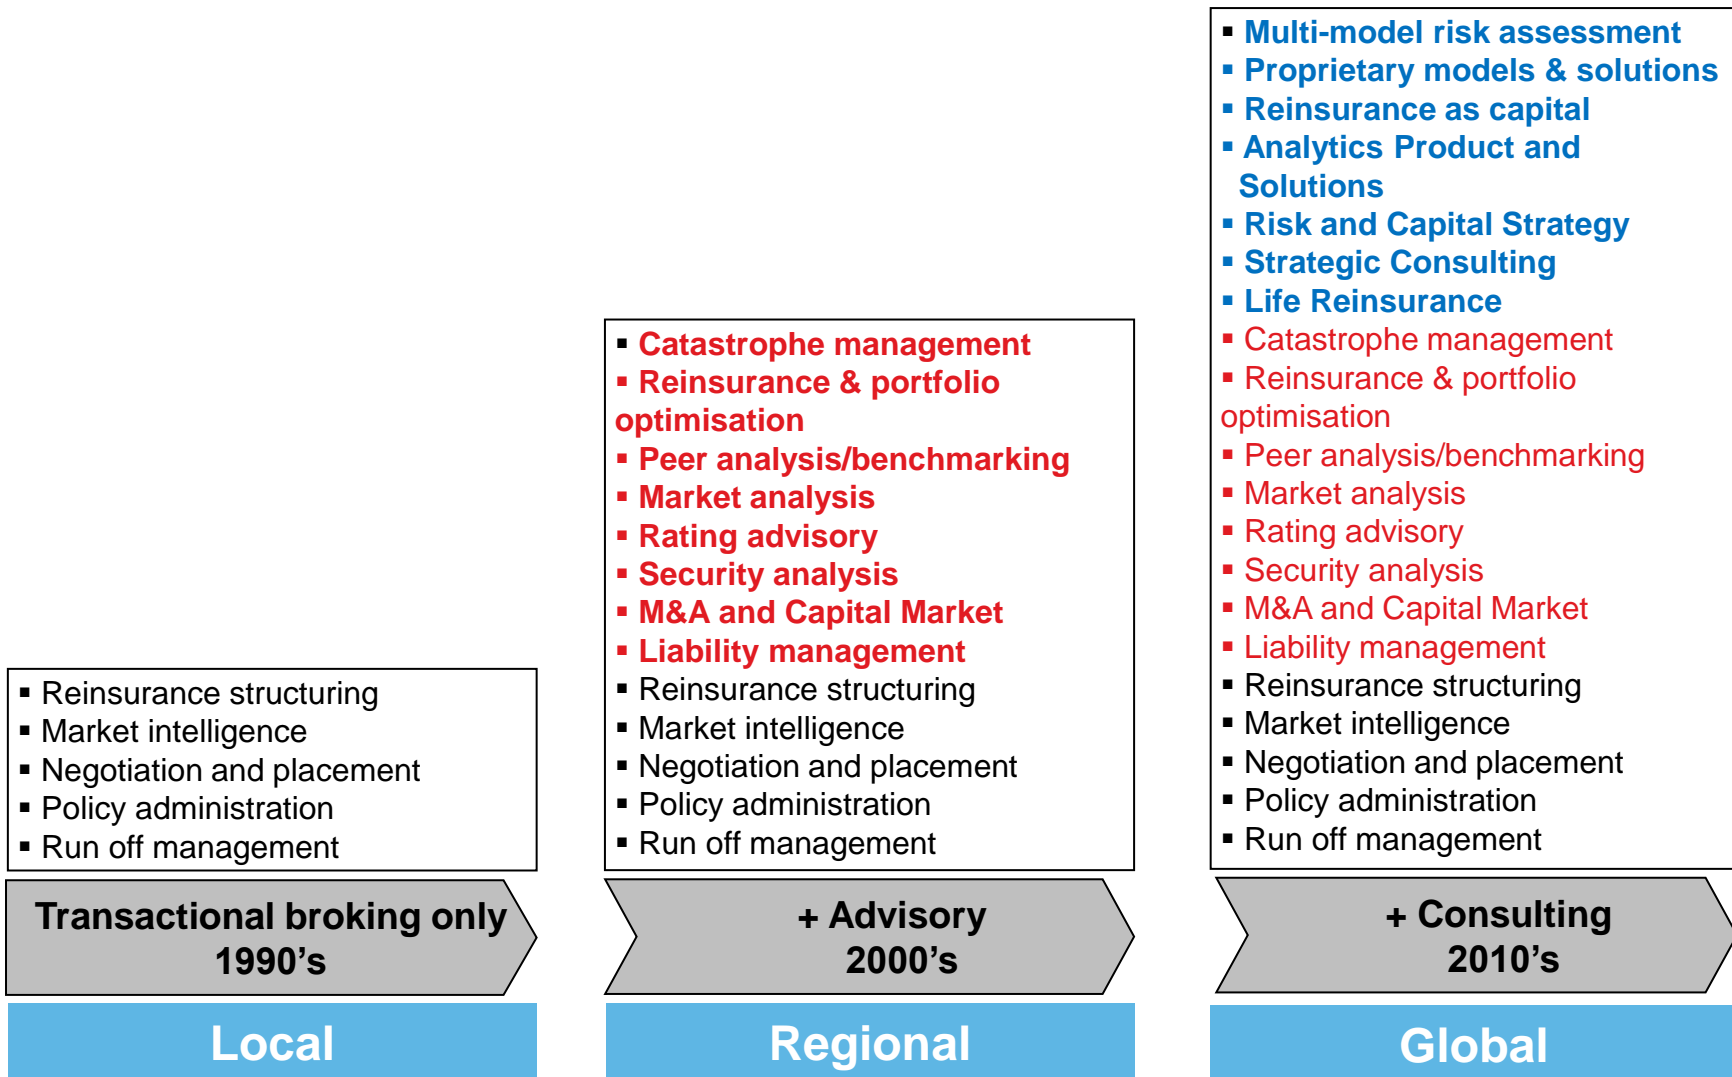 ▪ Reinsurance structuring
▪ Market intelligence
▪ Negotiation and placement
▪ Policy administration
▪ Run off management
Transactional broking only
1990’s
Local
▪ Catastrophe management
▪ Reinsurance & portfolio
optimisation
▪ Peer analysis/benchmarking
▪ Market analysis
▪ Rating advisory
▪ Security analysis
▪ M&A and Capital Market
▪ Liability management
▪ Reinsurance structuring
▪ Market intelligence
▪ Negotiation and placement
▪ Policy administration
▪ Run off management
+ Advisory
2000’s
Regional
▪ Multi-model risk assessment
▪ Proprietary models & solutions
▪ Reinsurance as capital
▪ Analytics Product and
Solutions
▪ Risk and Capital Strategy
▪ Strategic Consulting
▪ Life Reinsurance
▪ Catastrophe management
▪ Reinsurance & portfolio
optimisation
▪ Peer analysis/benchmarking
▪ Market analysis
▪ Rating advisory
▪ Security analysis
▪ M&A and Capital Market
▪ Liability management
▪ Reinsurance structuring
▪ Market intelligence
▪ Negotiation and placement
▪ Policy administration
▪ Run off management
+ Consulting
2010’s
Global